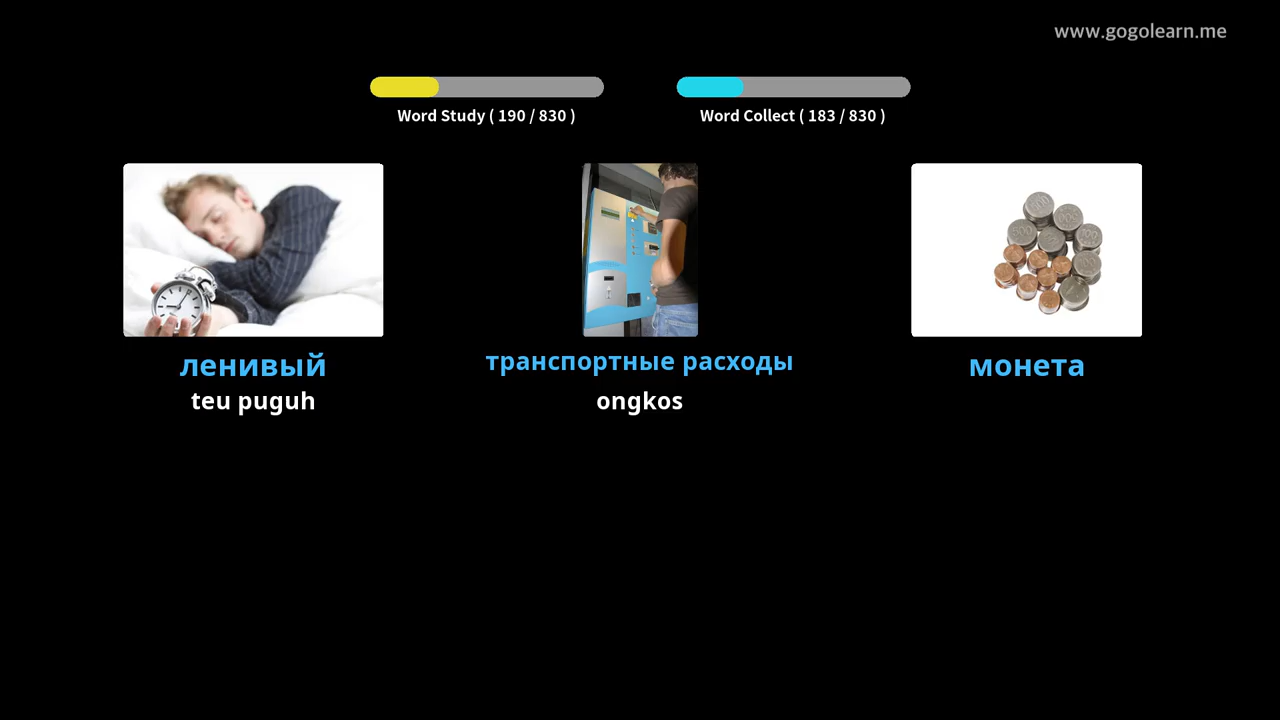 www.gogolearn.me
Word Study ( 190 / 830 )
Word Collect ( 183 / 830 )
ленивый
teu puguh
транспортные расходы
ongkos
монета